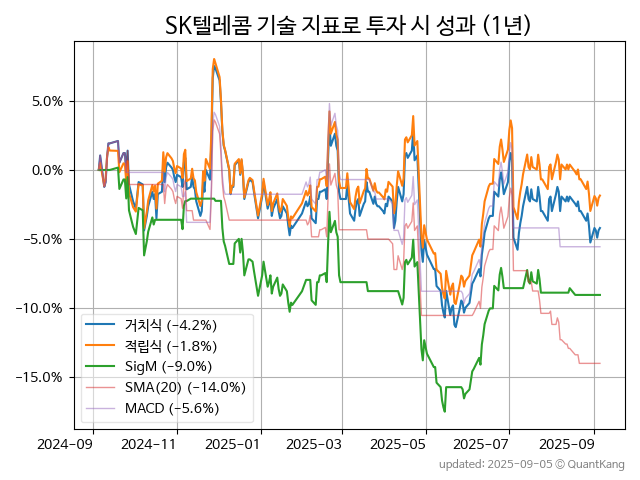 SK텔레콤 기술 지표로 투자 시 성과 (1년)
5.0%
0.0%
−5.0%
−10.0%
−15.0%
거치식 (−4.2%)
적립식 (−1.8%)
SigM (−9.0%)
SMA(20) (−14.0%)
MACD (−5.6%)
2024-09 2024-11 2025-01 2025-03 2025-05 2025-07 2025-09
updated: 2025-09-05 © QuantKang